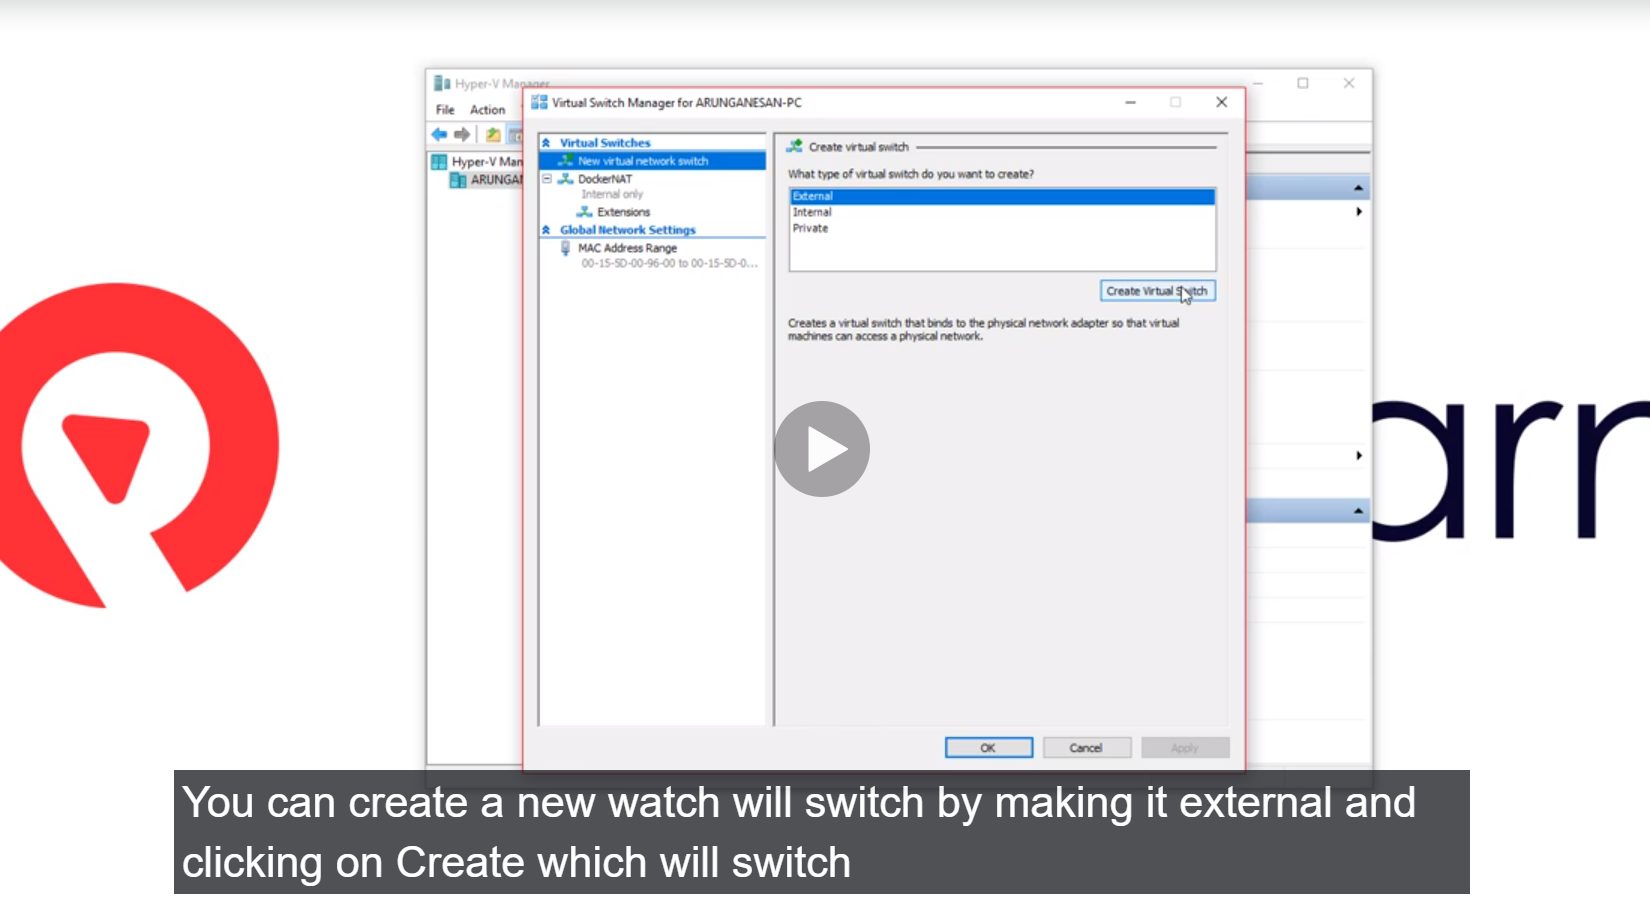 Hyper-V Manager
Virtual Switch Manager for ARUNGANESAN-PC
File Action
Hyper-V Man
ARUNGAN
Virtual Switches
New virtual network switch
DockerNAT
Internal only
Extensions
Global Network Settings
MAC Address Range
00-15-5D-00-96-00 to 00-15-5D-0...
Create virtual switch
What type of virtual switch do you want to create?
External
Internal
Private
Create Virtual Switch
Creates a virtual switch that binds to the physical network adapter so that virtual
machines can access a physical network.
OK Cancel Apply
arn
You can create a new watch will switch by making it external and
clicking on Create which will switch